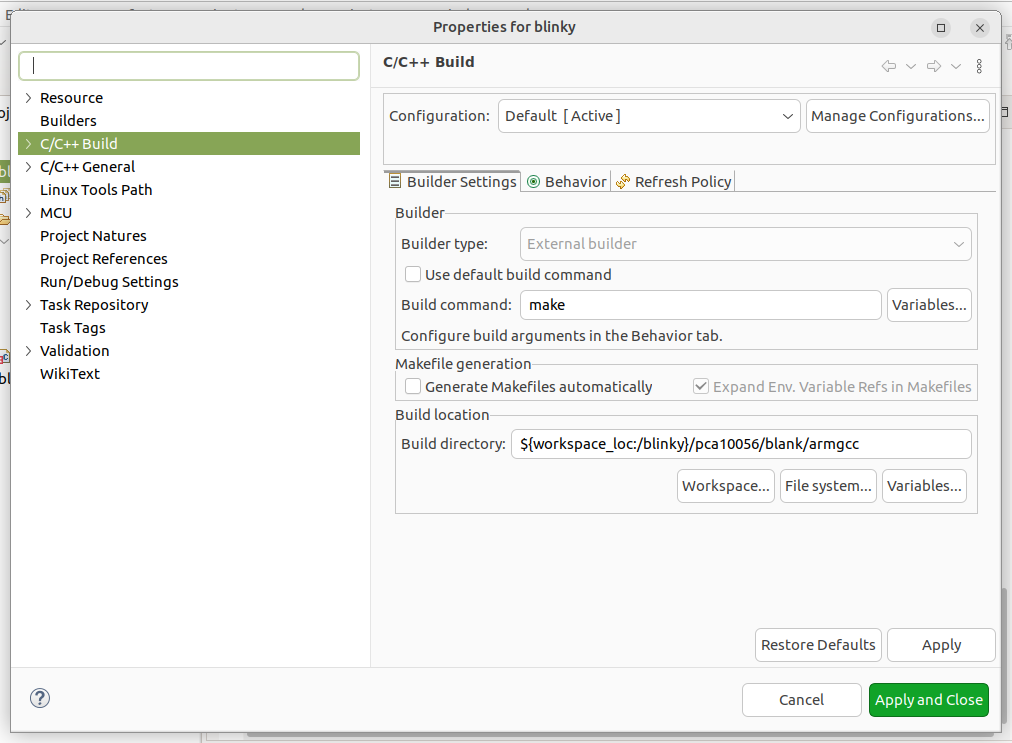 Properties for blinky
C/C++ Build
Resource
Builders
C/C++ Build
C/C++ General
Linux Tools Path
MCU
Project Natures
Project References
Run/Debug Settings
Task Repository
Task Tags
Validation
WikiText
Configuration: Default [Active] Manage Configurations...
Builder Settings Behavior Refresh Policy
Builder
Builder type: External builder
Use default build command
Build command: make Variables...
Configure build arguments in the Behavior tab.
Makefile generation
Generate Makefiles automatically Expand Env. Variable Refs in Makefiles
Build location
Build directory: ${workspace_loc:/blinky}/pca10056/blank/armgcc
Workspace... File system... Variables...
Restore Defaults Apply
Cancel Apply and Close